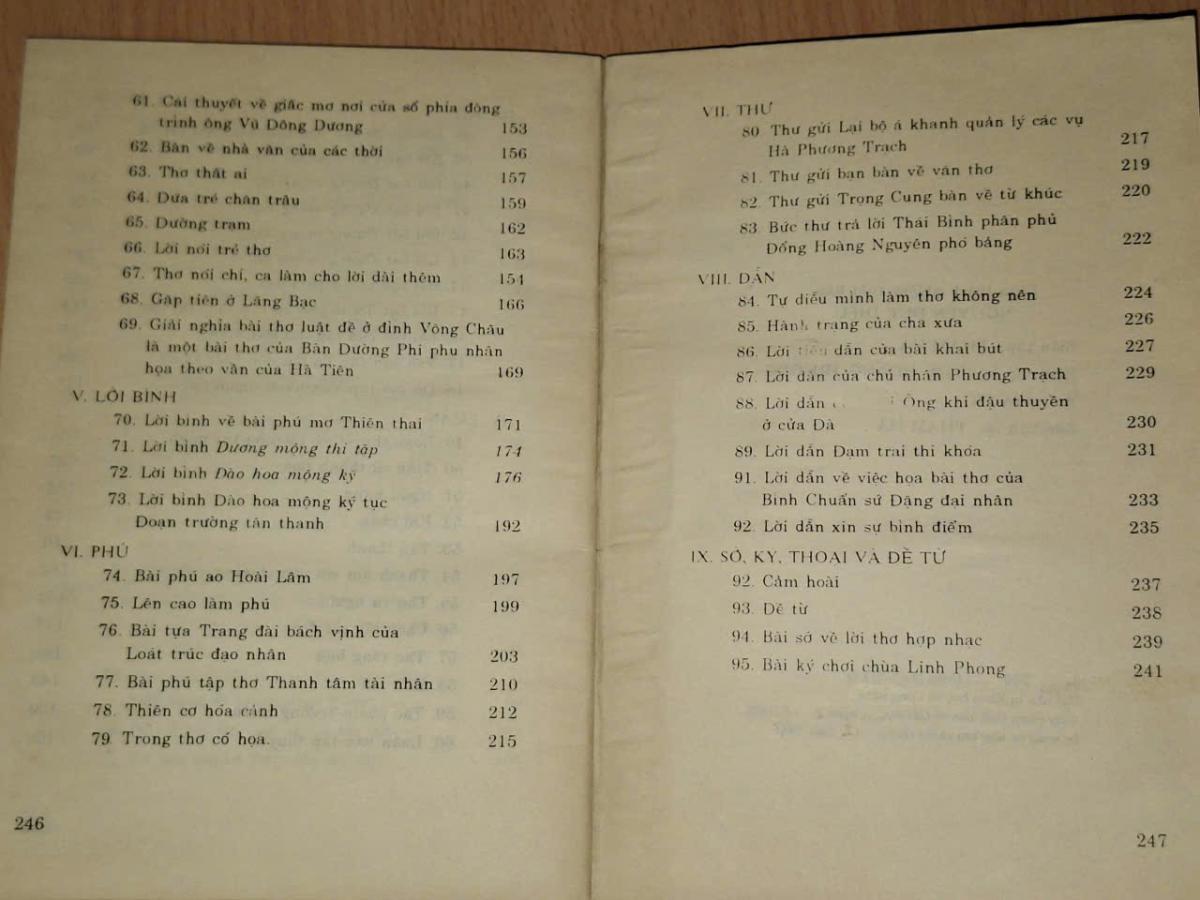 61. Cái thuyết về giấc mơ nơi cửa sổ phía đông
trình ông Vũ Đông Dương 153
62. Bàn về nhà văn của các thời 156
63. Thơ thất ai 157
64. Đứa trẻ chăn trâu 159
65. Đường trạm 162
66. Lời nói trẻ thơ 163
67. Thơ nói chí, ca làm cho lời dài thêm 154
68. Gặp tiên ở Lãng Bạc 166
69. Giải nghĩa bài thơ luật đề ở đình Vông Châu
là một bài thơ của Bàn Dường Phi phu nhân
họa theo vần của Hà Tiên 169
V. LỜI BÌNH
70. Lời bình về bài phú mơ Thiên thai 171
71. Lời bình Dương mộng thi tập 174
72. Lời bình Đào hoa mộng ký 176
73. Lời bình Đào hoa mộng ký tục
Đoạn trường tân thanh 192
VI. PHÚ
74. Bài phú ao Hoài Lâm 197
75. Lên cao làm phú 199
76. Bài tựa Trang đài bách vịnh của
Loát trúc đạo nhân 203
77. Bài phú tập thơ Thanh tâm tài nhân 210
78. Thiên cơ hóa cảnh 212
79. Trong thơ có họa. 215
246
VII. THƯ
80 Thư gửi Lại bộ á khanh quản lý các vụ
Hà Phương Trạch 217
81. Thư gửi bạn bàn về văn thơ 219
82. Thư gửi Trọng Cung bàn về từ khúc 220
83. Bức thư trả lời Thái Bình phân phủ
Đổng Hoàng Nguyên phó bảng 222
VIII. DẪN
84. Tự diễu mình làm thơ không nên 224
85. Hành trạng của cha xưa 226
86. Lời tiểu dẫn của bài khai bút 227
87. Lời dẫn của chủ nhân Phương Trạch 229
88. Lời dẫn Ông khi đậu thuyền
ở cửa Đà 230
89. Lời dẫn Đạm trai thi khóa 231
91. Lời dẫn về việc họa bài thơ của
Bình Chuẩn sứ Đặng đại nhân 233
92. Lời dẫn xin sự bình điểm 235
IX. SỚ, KÝ, THOẠI VÀ ĐỀ TỪ
92. Cảm hoài 237
93. Đề từ 238
94. Bài sớ về lời thơ hợp nhạc 239
95. Bài ký chơi chùa Linh Phong 241
247